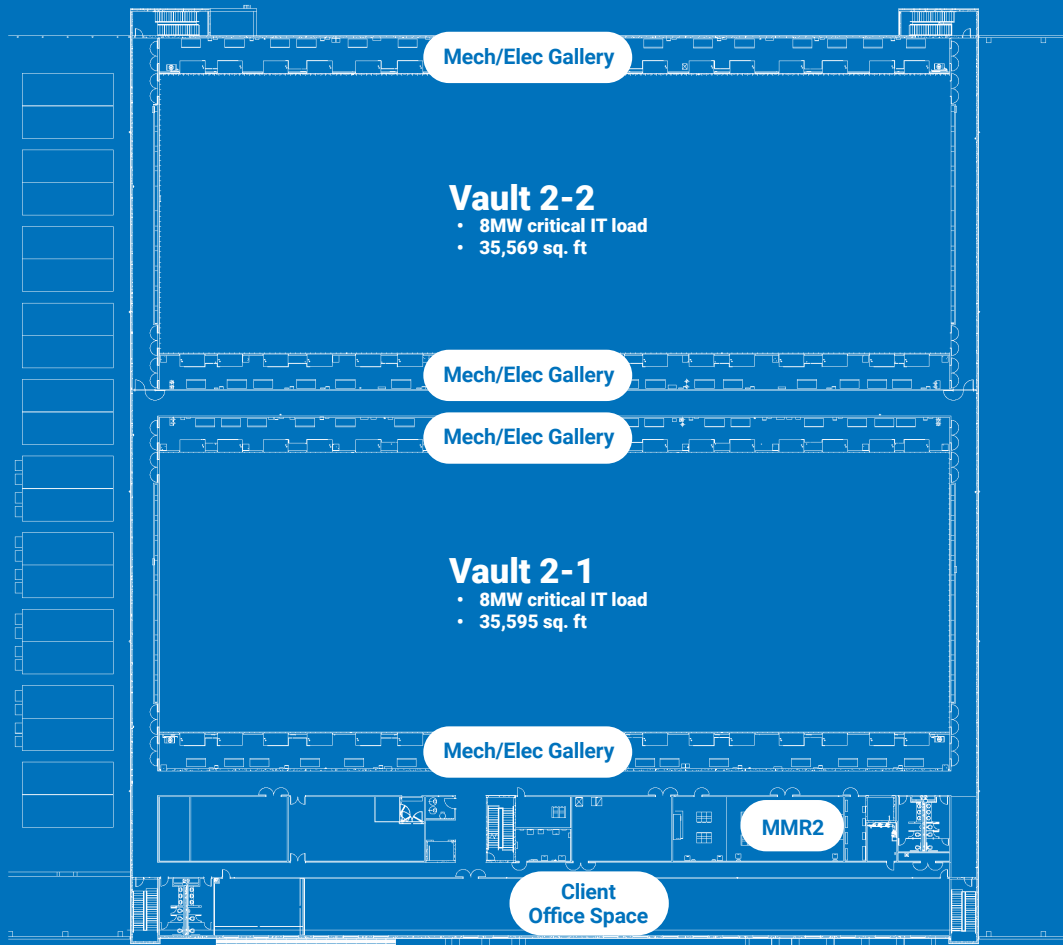 Mech/Elec Gallery
Vault 2-2
• 8MW critical IT load
• 35,569 sq. ft
Mech/Elec Gallery
Mech/Elec Gallery
Vault 2-1
• 8MW critical IT load
• 35,595 sq. ft
Mech/Elec Gallery
MMR2
Client
Office Space